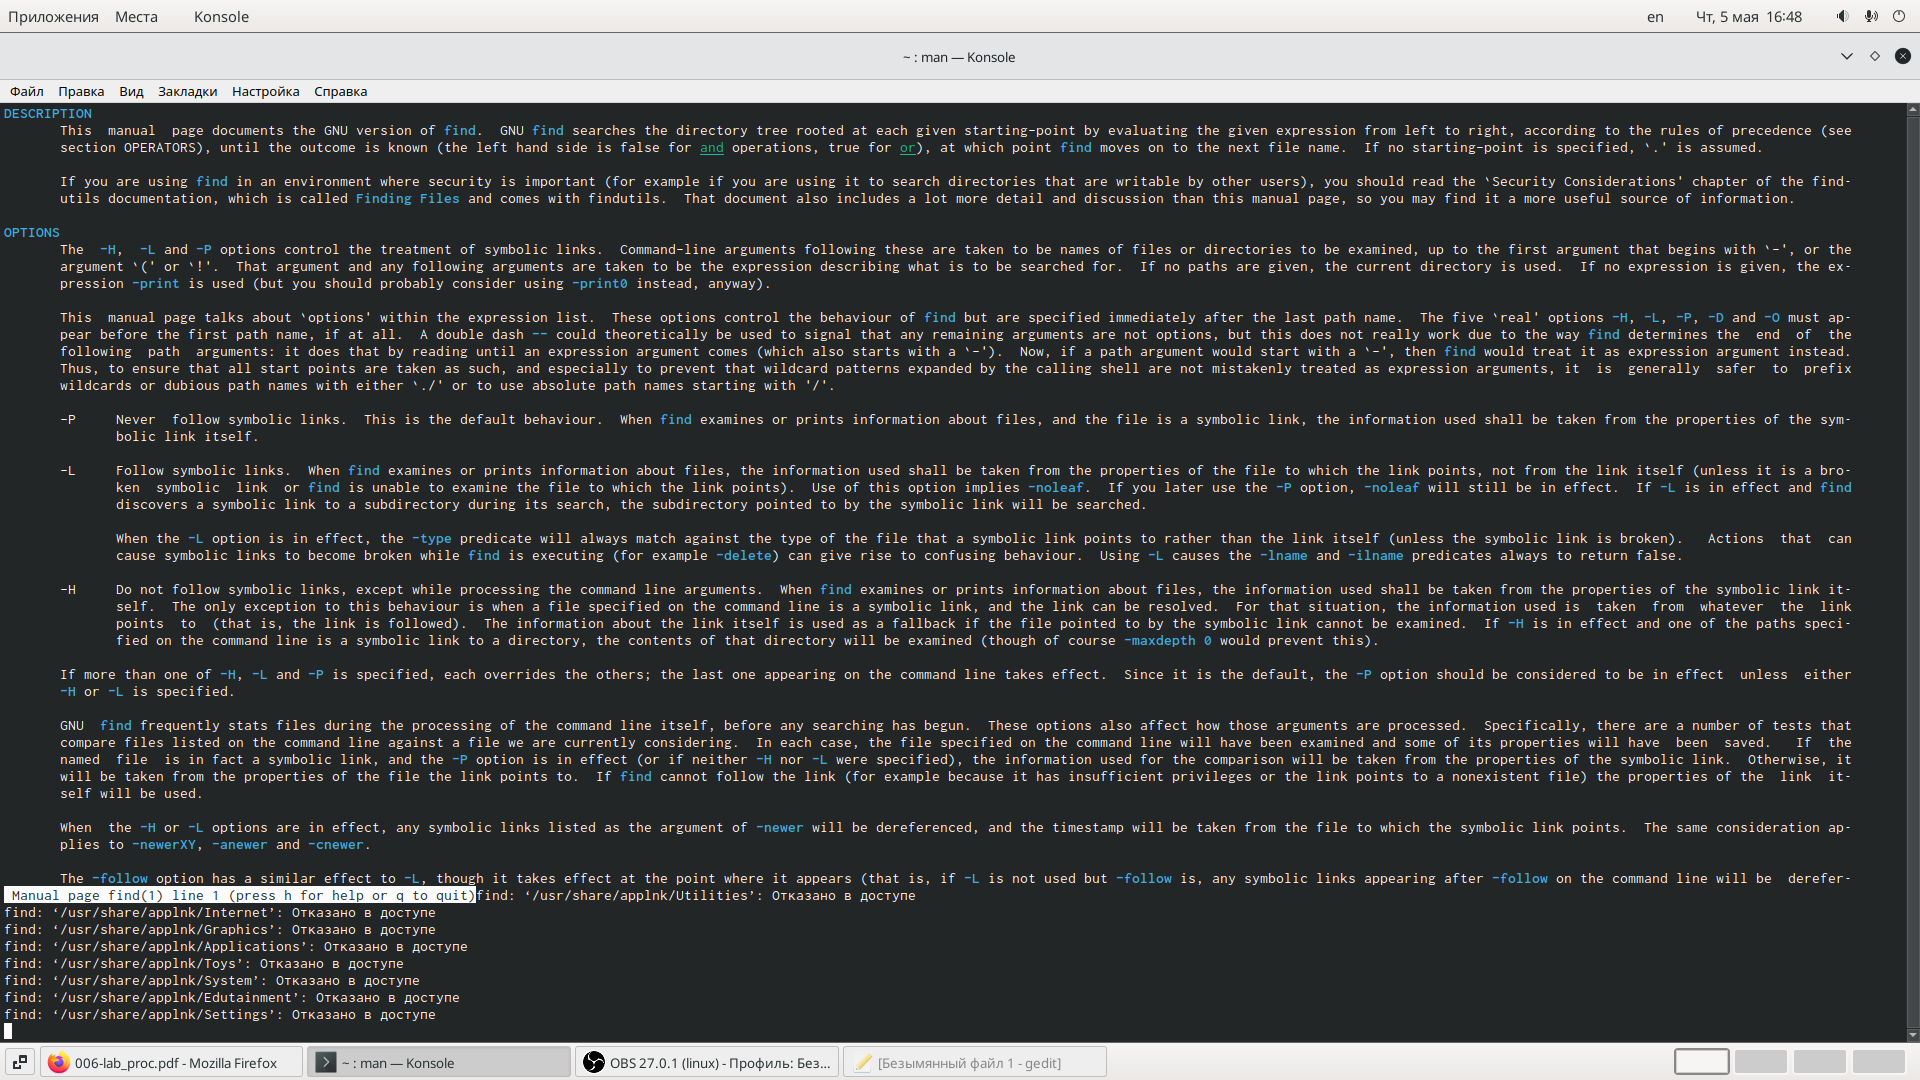 Приложения Места Konsole en Чт, 5 мая 16:48
~ : man — Konsole
Файл Правка Вид Закладки Настройка Справка
DESCRIPTION
This  manual  page documents the GNU version of find.  GNU find searches the directory tree rooted at each given starting-point by evaluating the given expression from left to right, according to the rules of precedence (see
section OPERATORS), until the outcome is known (the left hand side is false for and operations, true for or), at which point find moves on to the next file name.  If no starting-point is specified, `.' is assumed.
If you are using find in an environment where security is important (for example if you are using it to search directories that are writable by other users), you should read the `Security Considerations' chapter of the find-
utils documentation, which is called Finding Files and comes with findutils.  That document also includes a lot more detail and discussion than this manual page, so you may find it a more useful source of information.
OPTIONS
The  -H,  -L and -P options control the treatment of symbolic links.  Command-line arguments following these are taken to be names of files or directories to be examined, up to the first argument that begins with `-', or the
argument `(' or `!'.  That argument and any following arguments are taken to be the expression describing what is to be searched for.  If no paths are given, the current directory is used.  If no expression is given, the ex-
pression -print is used (but you should probably consider using -print0 instead, anyway).
This  manual page talks about `options' within the expression list.  These options control the behaviour of find but are specified immediately after the last path name.  The five `real' options -H, -L, -P, -D and -O must ap-
pear before the first path name, if at all.  A double dash -- could theoretically be used to signal that any remaining arguments are not options, but this does not really work due to the way find determines the  end  of  the
following  path  arguments: it does that by reading until an expression argument comes (which also starts with a `-').  Now, if a path argument would start with a `-', then find would treat it as expression argument instead.
Thus, to ensure that all start points are taken as such, and especially to prevent that wildcard patterns expanded by the calling shell are not mistakenly treated as expression arguments, it  is  generally  safer  to  prefix
wildcards or dubious path names with either `./' or to use absolute path names starting with '/'.
-P     Never  follow symbolic links.  This is the default behaviour.  When find examines or prints information about files, and the file is a symbolic link, the information used shall be taken from the properties of the sym-
bolic link itself.
-L     Follow symbolic links.  When find examines or prints information about files, the information used shall be taken from the properties of the file to which the link points, not from the link itself (unless it is a bro-
ken  symbolic  link  or find is unable to examine the file to which the link points).  Use of this option implies -noleaf.  If you later use the -P option, -noleaf will still be in effect.  If -L is in effect and find
discovers a symbolic link to a subdirectory during its search, the subdirectory pointed to by the symbolic link will be searched.
When the -L option is in effect, the -type predicate will always match against the type of the file that a symbolic link points to rather than the link itself (unless the symbolic link is broken).   Actions  that  can
cause symbolic links to become broken while find is executing (for example -delete) can give rise to confusing behaviour.  Using -L causes the -lname and -ilname predicates always to return false.
-H     Do not follow symbolic links, except while processing the command line arguments.  When find examines or prints information about files, the information used shall be taken from the properties of the symbolic link it-
self.  The only exception to this behaviour is when a file specified on the command line is a symbolic link, and the link can be resolved.  For that situation, the information used is  taken  from  whatever  the  link
points  to  (that is, the link is followed).  The information about the link itself is used as a fallback if the file pointed to by the symbolic link cannot be examined.  If -H is in effect and one of the paths speci-
fied on the command line is a symbolic link to a directory, the contents of that directory will be examined (though of course -maxdepth 0 would prevent this).
If more than one of -H, -L and -P is specified, each overrides the others; the last one appearing on the command line takes effect.  Since it is the default, the -P option should be considered to be in effect  unless  either
-H or -L is specified.
GNU  find frequently stats files during the processing of the command line itself, before any searching has begun.  These options also affect how those arguments are processed.  Specifically, there are a number of tests that
compare files listed on the command line against a file we are currently considering.  In each case, the file specified on the command line will have been examined and some of its properties will have  been  saved.   If  the
named  file  is in fact a symbolic link, and the -P option is in effect (or if neither -H nor -L were specified), the information used for the comparison will be taken from the properties of the symbolic link.  Otherwise, it
will be taken from the properties of the file the link points to.  If find cannot follow the link (for example because it has insufficient privileges or the link points to a nonexistent file) the properties of the  link  it-
self will be used.
When  the -H or -L options are in effect, any symbolic links listed as the argument of -newer will be dereferenced, and the timestamp will be taken from the file to which the symbolic link points.  The same consideration ap-
plies to -newerXY, -anewer and -cnewer.
The -follow option has a similar effect to -L, though it takes effect at the point where it appears (that is, if -L is not used but -follow is, any symbolic links appearing after -follow on the command line will be  derefer-
Manual page find(1) line 1 (press h for help or q to quit)find: ‘/usr/share/applnk/Utilities’: Отказано в доступе
find: ‘/usr/share/applnk/Internet’: Отказано в доступе
find: ‘/usr/share/applnk/Graphics’: Отказано в доступе
find: ‘/usr/share/applnk/Applications’: Отказано в доступе
find: ‘/usr/share/applnk/Toys’: Отказано в доступе
find: ‘/usr/share/applnk/System’: Отказано в доступе
find: ‘/usr/share/applnk/Edutainment’: Отказано в доступе
find: ‘/usr/share/applnk/Settings’: Отказано в доступе
006-lab_proc.pdf - Mozilla Firefox ~ : man — Konsole OBS 27.0.1 (linux) - Профиль: Без... [Безымянный файл 1 - gedit]